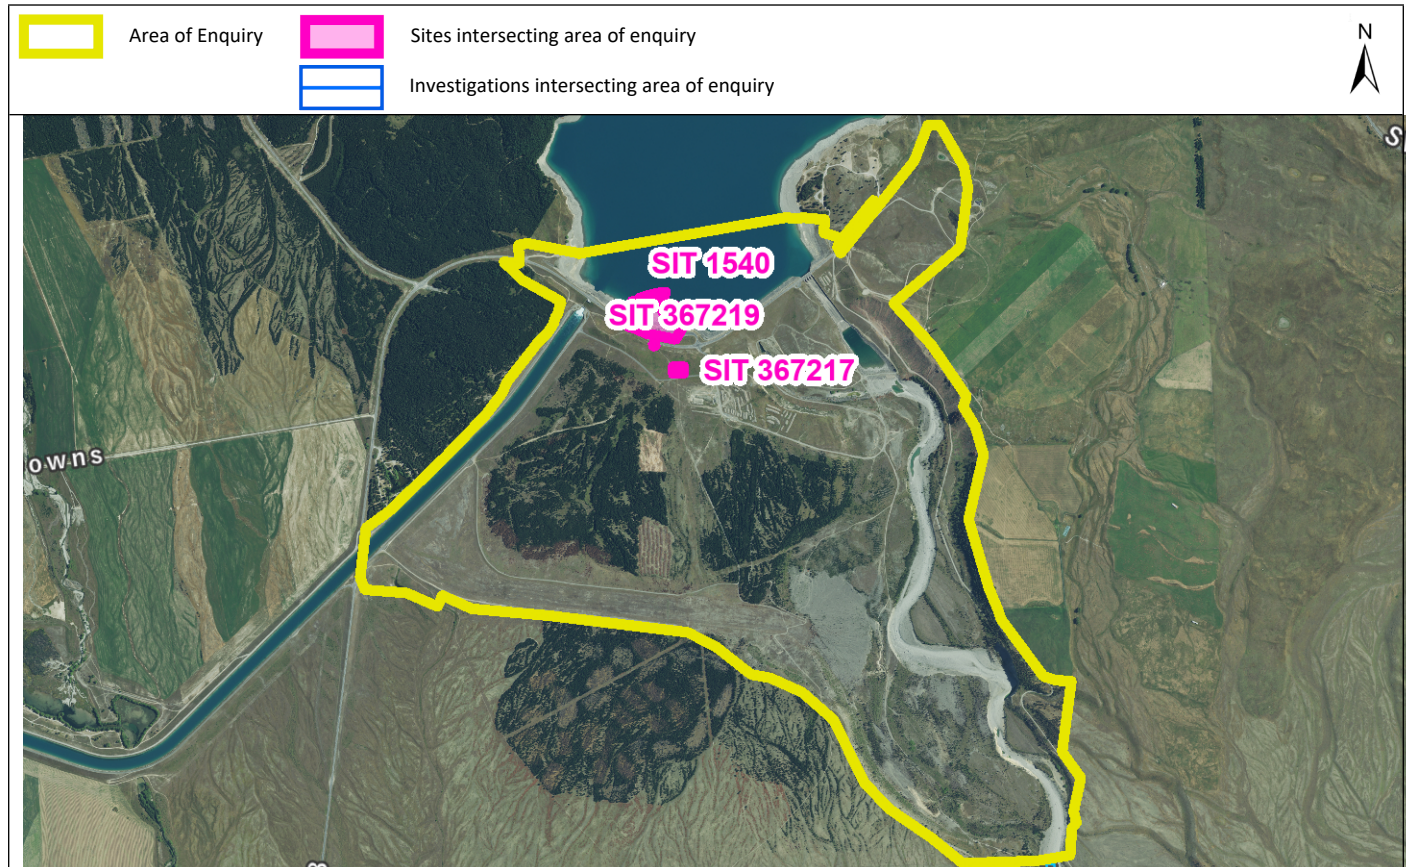 Area of Enquiry
Sites intersecting area of enquiry
N
Investigations intersecting area of enquiry
SIT 1540
SIT 367219
SIT 367217
owns